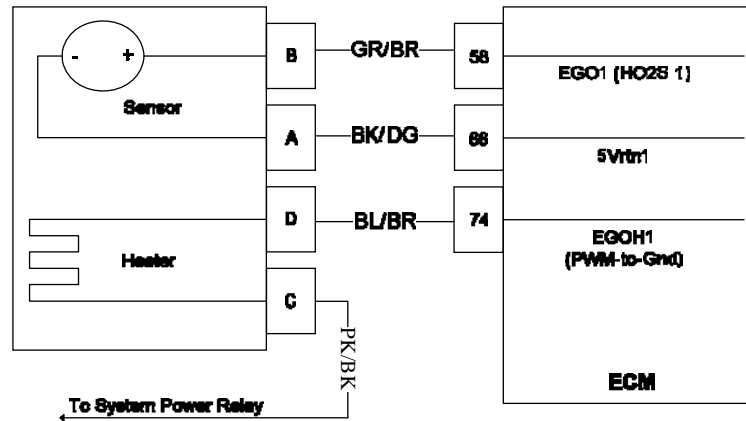 B
GR/BR
58
- +
EGO1 (HO2S 1)
Sensor
A
BK/DG
66
5Vrtn1
D
BL/BR
74
EGOH1
(PWM-to-Gnd)
Heater
C
PK/BK
ECM
To System Power Relay